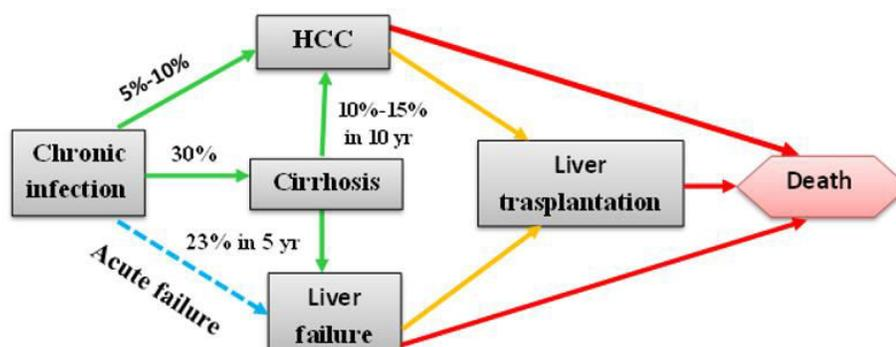 HCC
5%-10%
10%-15%
in 10 yr
Chronic
infection
30%
Cirrhosis
Liver
trasplantation
Death
23% in 5 yr
Acute failure
Liver
failure